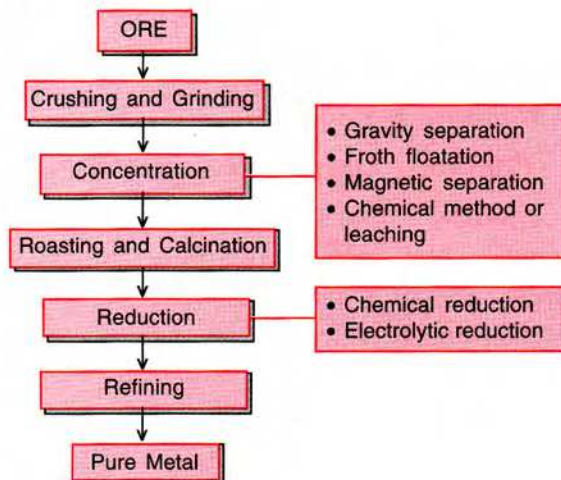 ORE
Crushing and Grinding
Concentration
• Gravity separation
• Froth floatation
• Magnetic separation
• Chemical method or
leaching
Roasting and Calcination
Reduction
• Chemical reduction
• Electrolytic reduction
Refining
Pure Metal